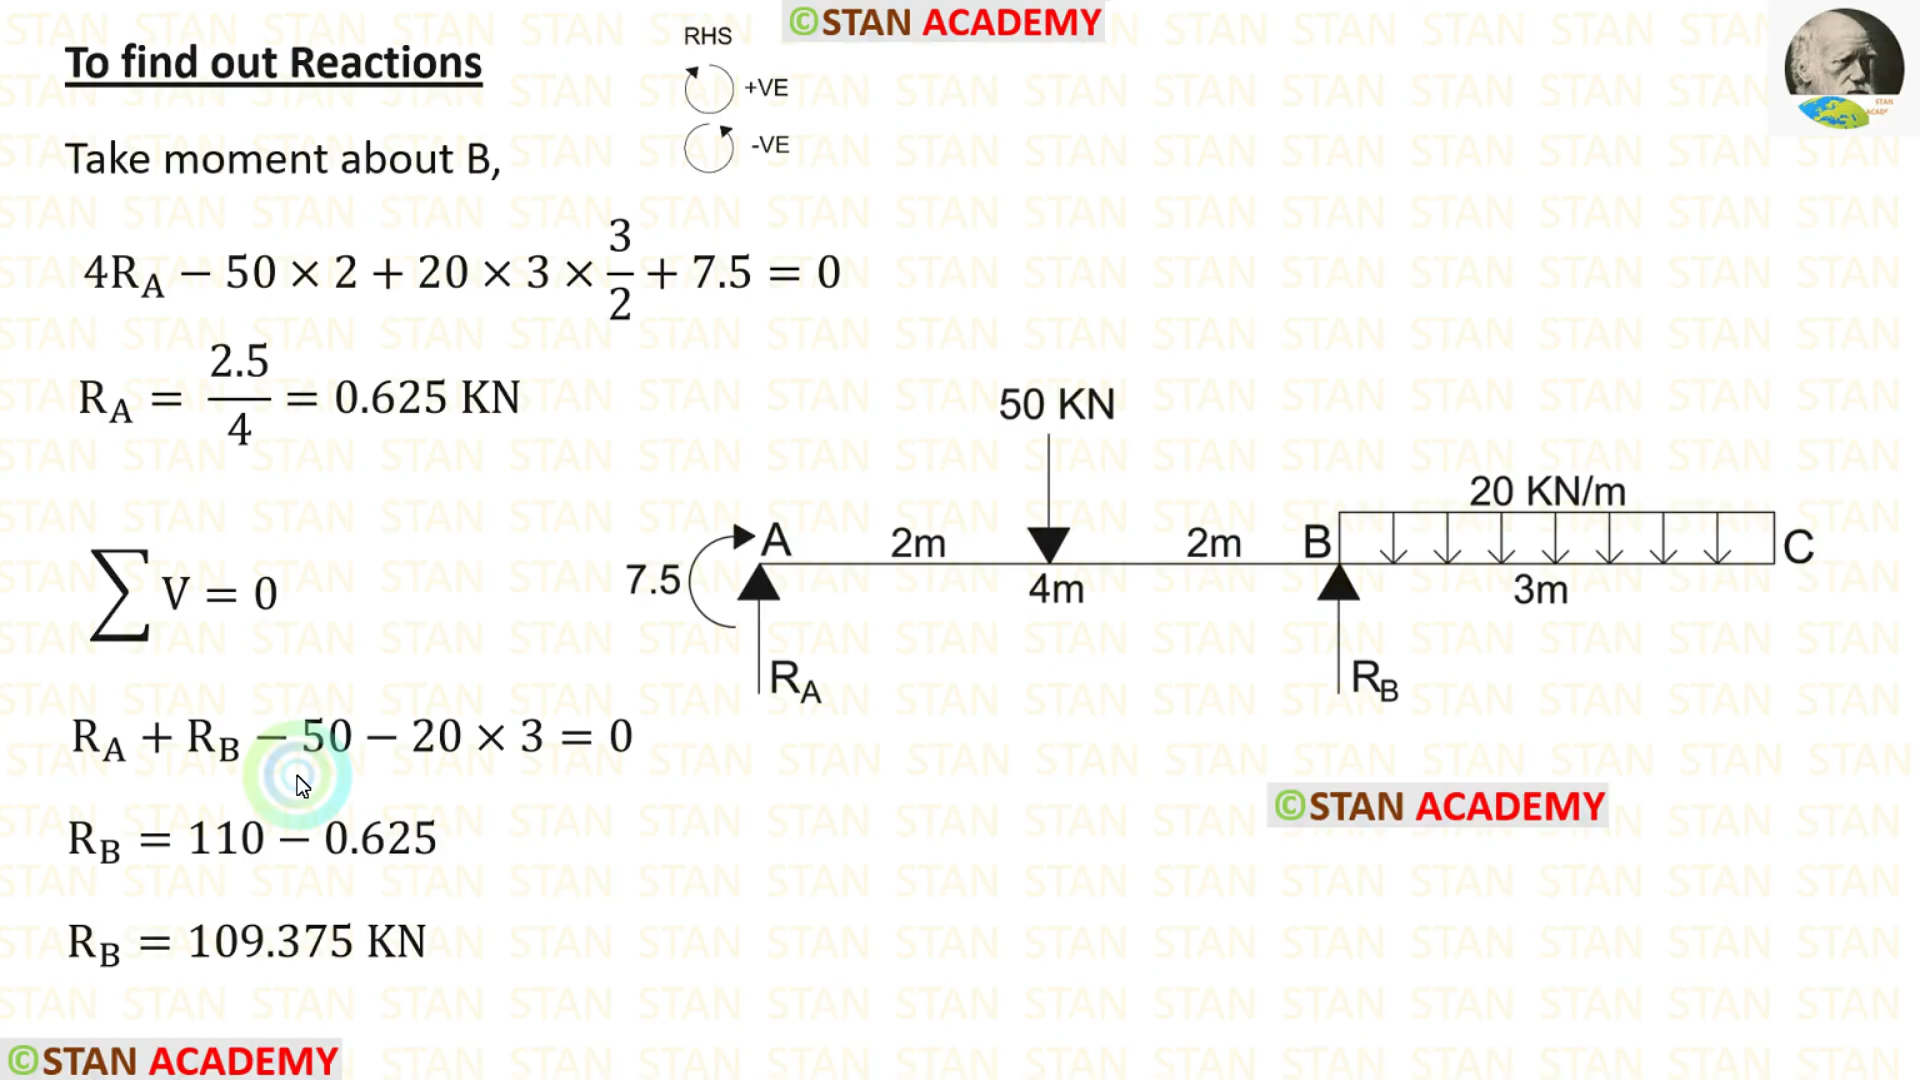 ©STAN ACADEMY
To find out Reactions
RHS
+VE
-VE
Take moment about B,
4R_A − 50 × 2 + 20 × 3 × 3/2 + 7.5 = 0
R_A = 2.5/4 = 0.625 KN
50 KN
20 KN/m
A 2m 2m B C
7.5 4m 3m
∑ V = 0
R_A R_B
R_A + R_B − 50 − 20 × 3 = 0
©STAN ACADEMY
R_B = 110 − 0.625
R_B = 109.375 KN
©STAN ACADEMY